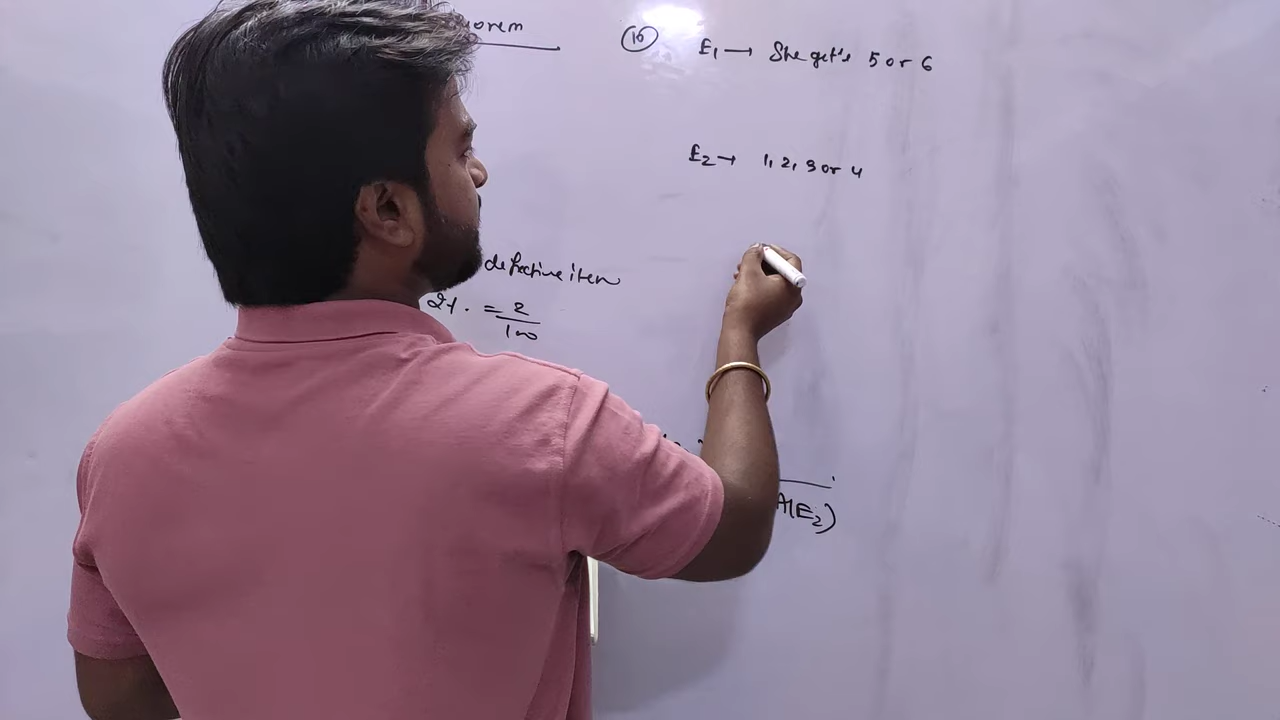 orem
(16) E₁ → She get's 5 or 6
E₂ → 1, 2, 3 or 4
defective item
2%. = 2/100
A|E₂)